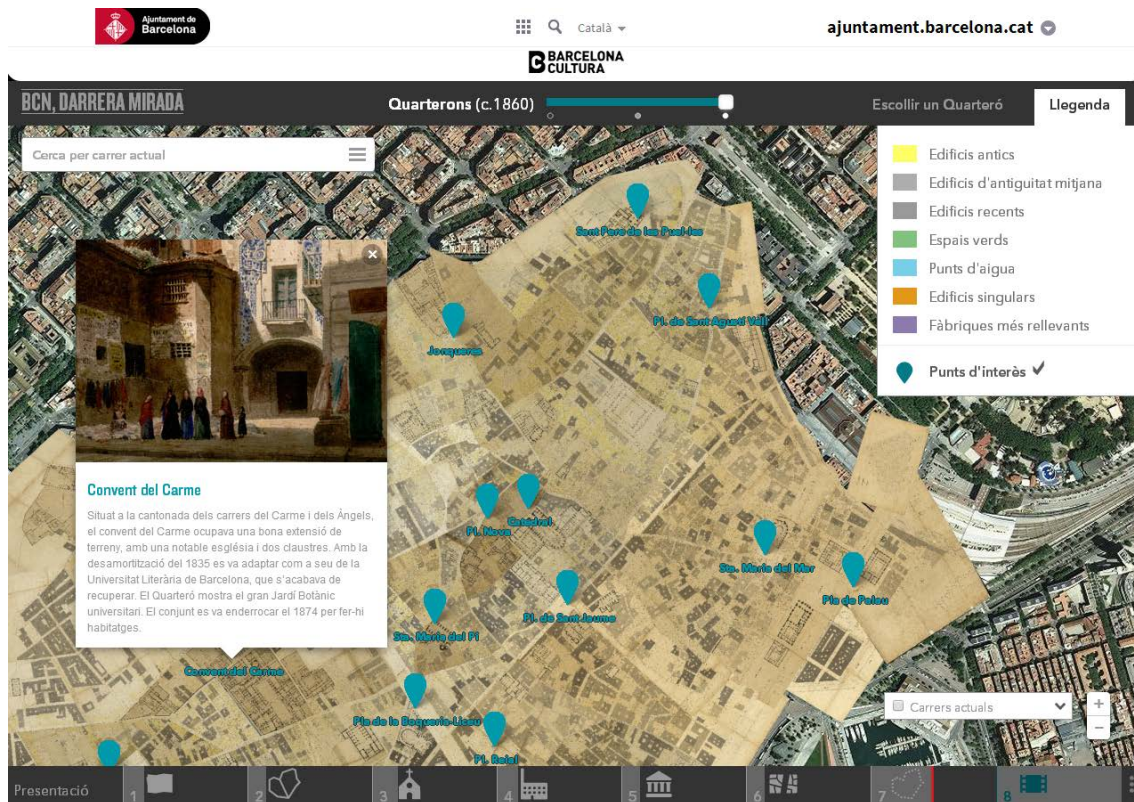 Ajuntament de
Barcelona
Català
ajuntament.barcelona.cat
BARCELONA
CULTURA
BCN, DARRERA MIRADA
Quarterons (c.1860)
Escollir un Quarteró
Llegenda
Cerca per carrer actual
Edificis antics
Edificis d'antiguitat mitjana
Edificis recents
Espais verds
Punts d'aigua
Edificis singulars
Fàbriques més rellevants
Punts d'interès
Sant Pere de les Puel·les
Pl. de Sant Agustí Vell
Jonqueres
Convent del Carme
Situat a la cantonada dels carrers del Carme i dels Àngels,
el convent del Carme ocupava una bona extensió de
terreny, amb una notable església i dos claustres. Amb la
desamortització del 1835 es va adaptar com a seu de la
Universitat Literària de Barcelona, que s'acabava de
recuperar. El Quarteró mostra el gran Jardí Botànic
universitari. El conjunt es va enderrocar el 1874 per fer-hi
habitatges.
Catedral
Pl. Nova
Sta. Maria del Mar
Pla de Palau
Pl. de Sant Jaume
Sta. Maria del Pi
Convent del Carme
Pla de la Boqueria-Liceu
Pl. Reial
Carrers actuals
+
−
Presentació
1
2
3
4
5
6
7
8